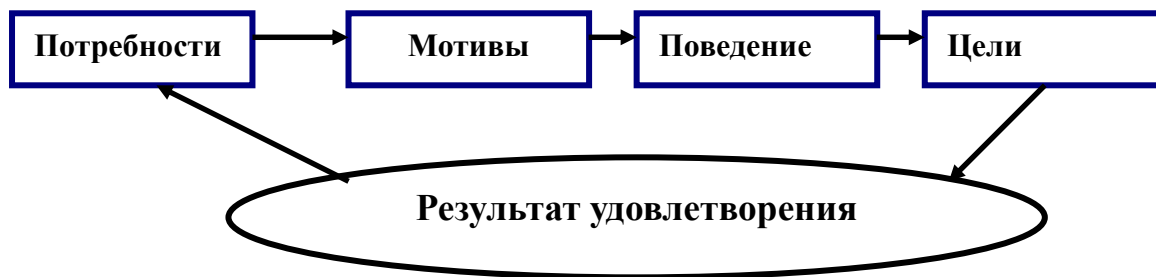 Потребности
Мотивы
Поведение
Цели
Результат удовлетворения